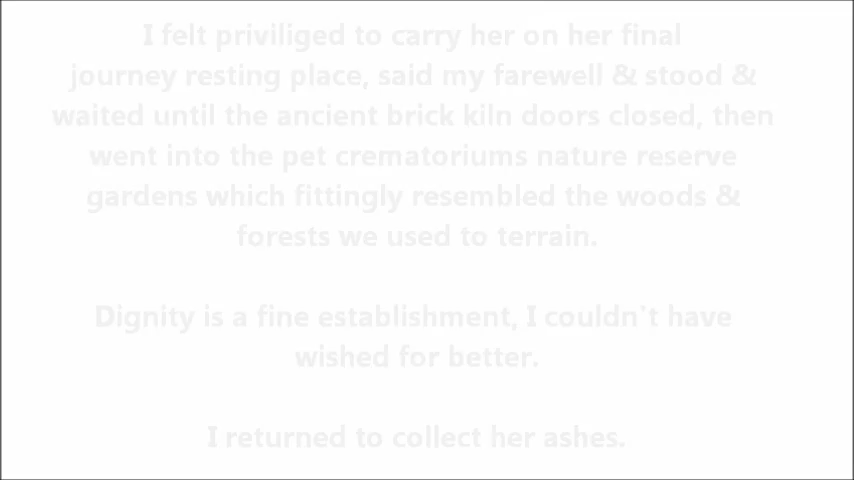 I felt priviliged to carry her on her final
journey resting place, said my farewell & stood &
waited until the ancient brick kiln doors closed, then
went into the pet crematoriums nature reserve
gardens which fittingly resembled the woods &
forests we used to terrain.
Dignity is a fine establishment, I couldn`t have
wished for better.
I returned to collect her ashes.